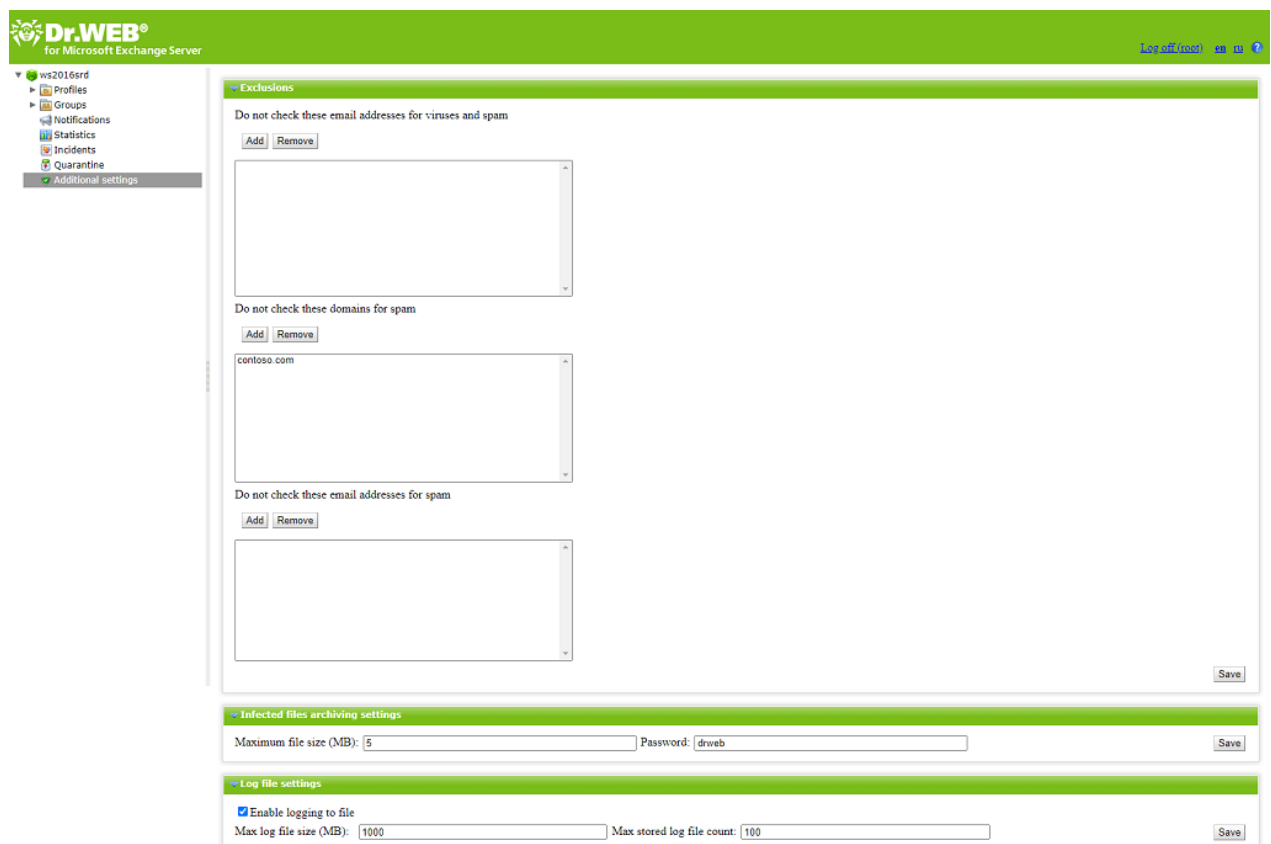 Dr.WEB®
for Microsoft Exchange Server
Log off (root) en ru ?
ws2016srd
Profiles
Groups
Notifications
Statistics
Incidents
Quarantine
Additional settings
Exclusions
Do not check these email addresses for viruses and spam
Add Remove
Do not check these domains for spam
Add Remove
contoso.com
Do not check these email addresses for spam
Add Remove
Save
Infected files archiving settings
Maximum file size (MB): 5 Password: drweb Save
Log file settings
Enable logging to file
Max log file size (MB): 1000 Max stored log file count: 100 Save